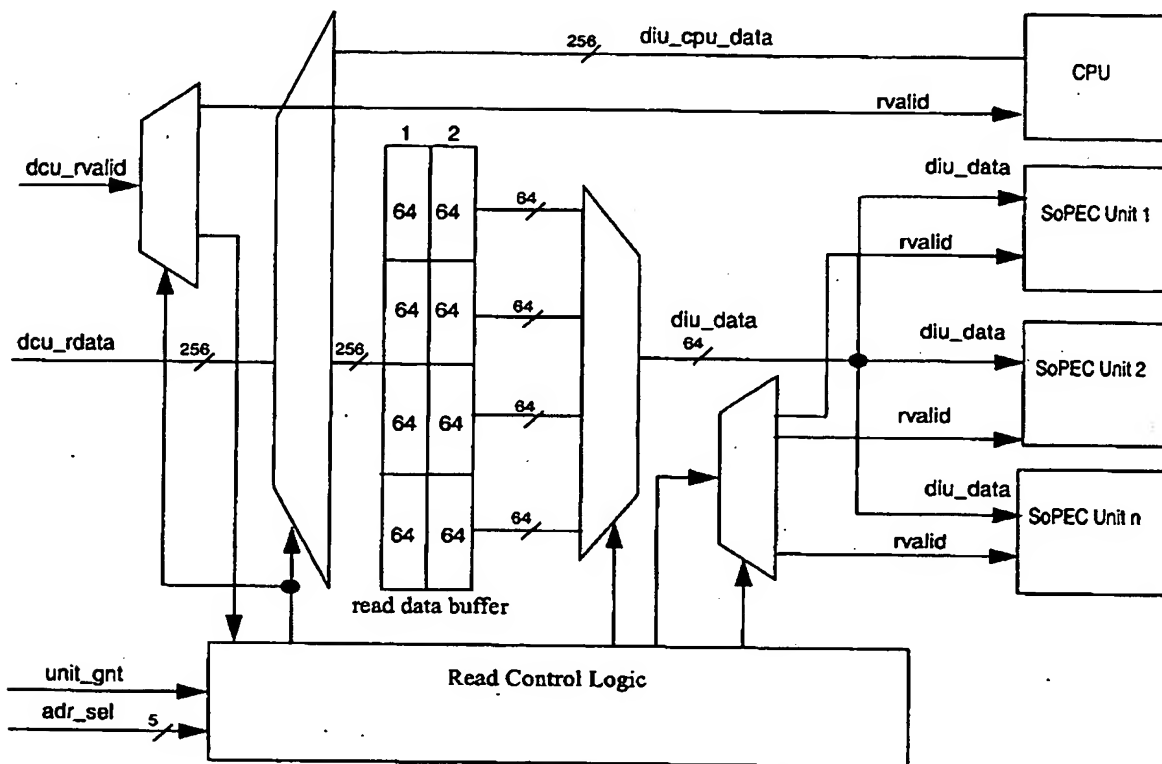 256
diu_cpu_data
CPU
rvalid
1 2
dcu_rvalid
diu_data
64 64
64
SoPEC Unit 1
rvalid
64 64
64
diu_data
64
diu_data
dcu_rdata
256
256
SoPEC Unit 2
64 64
64
rvalid
diu_data
64 64
64
SoPEC Unit n
rvalid
read data buffer
unit_gnt
Read Control Logic
adr_sel
5